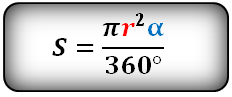 S = πr²α / 360°